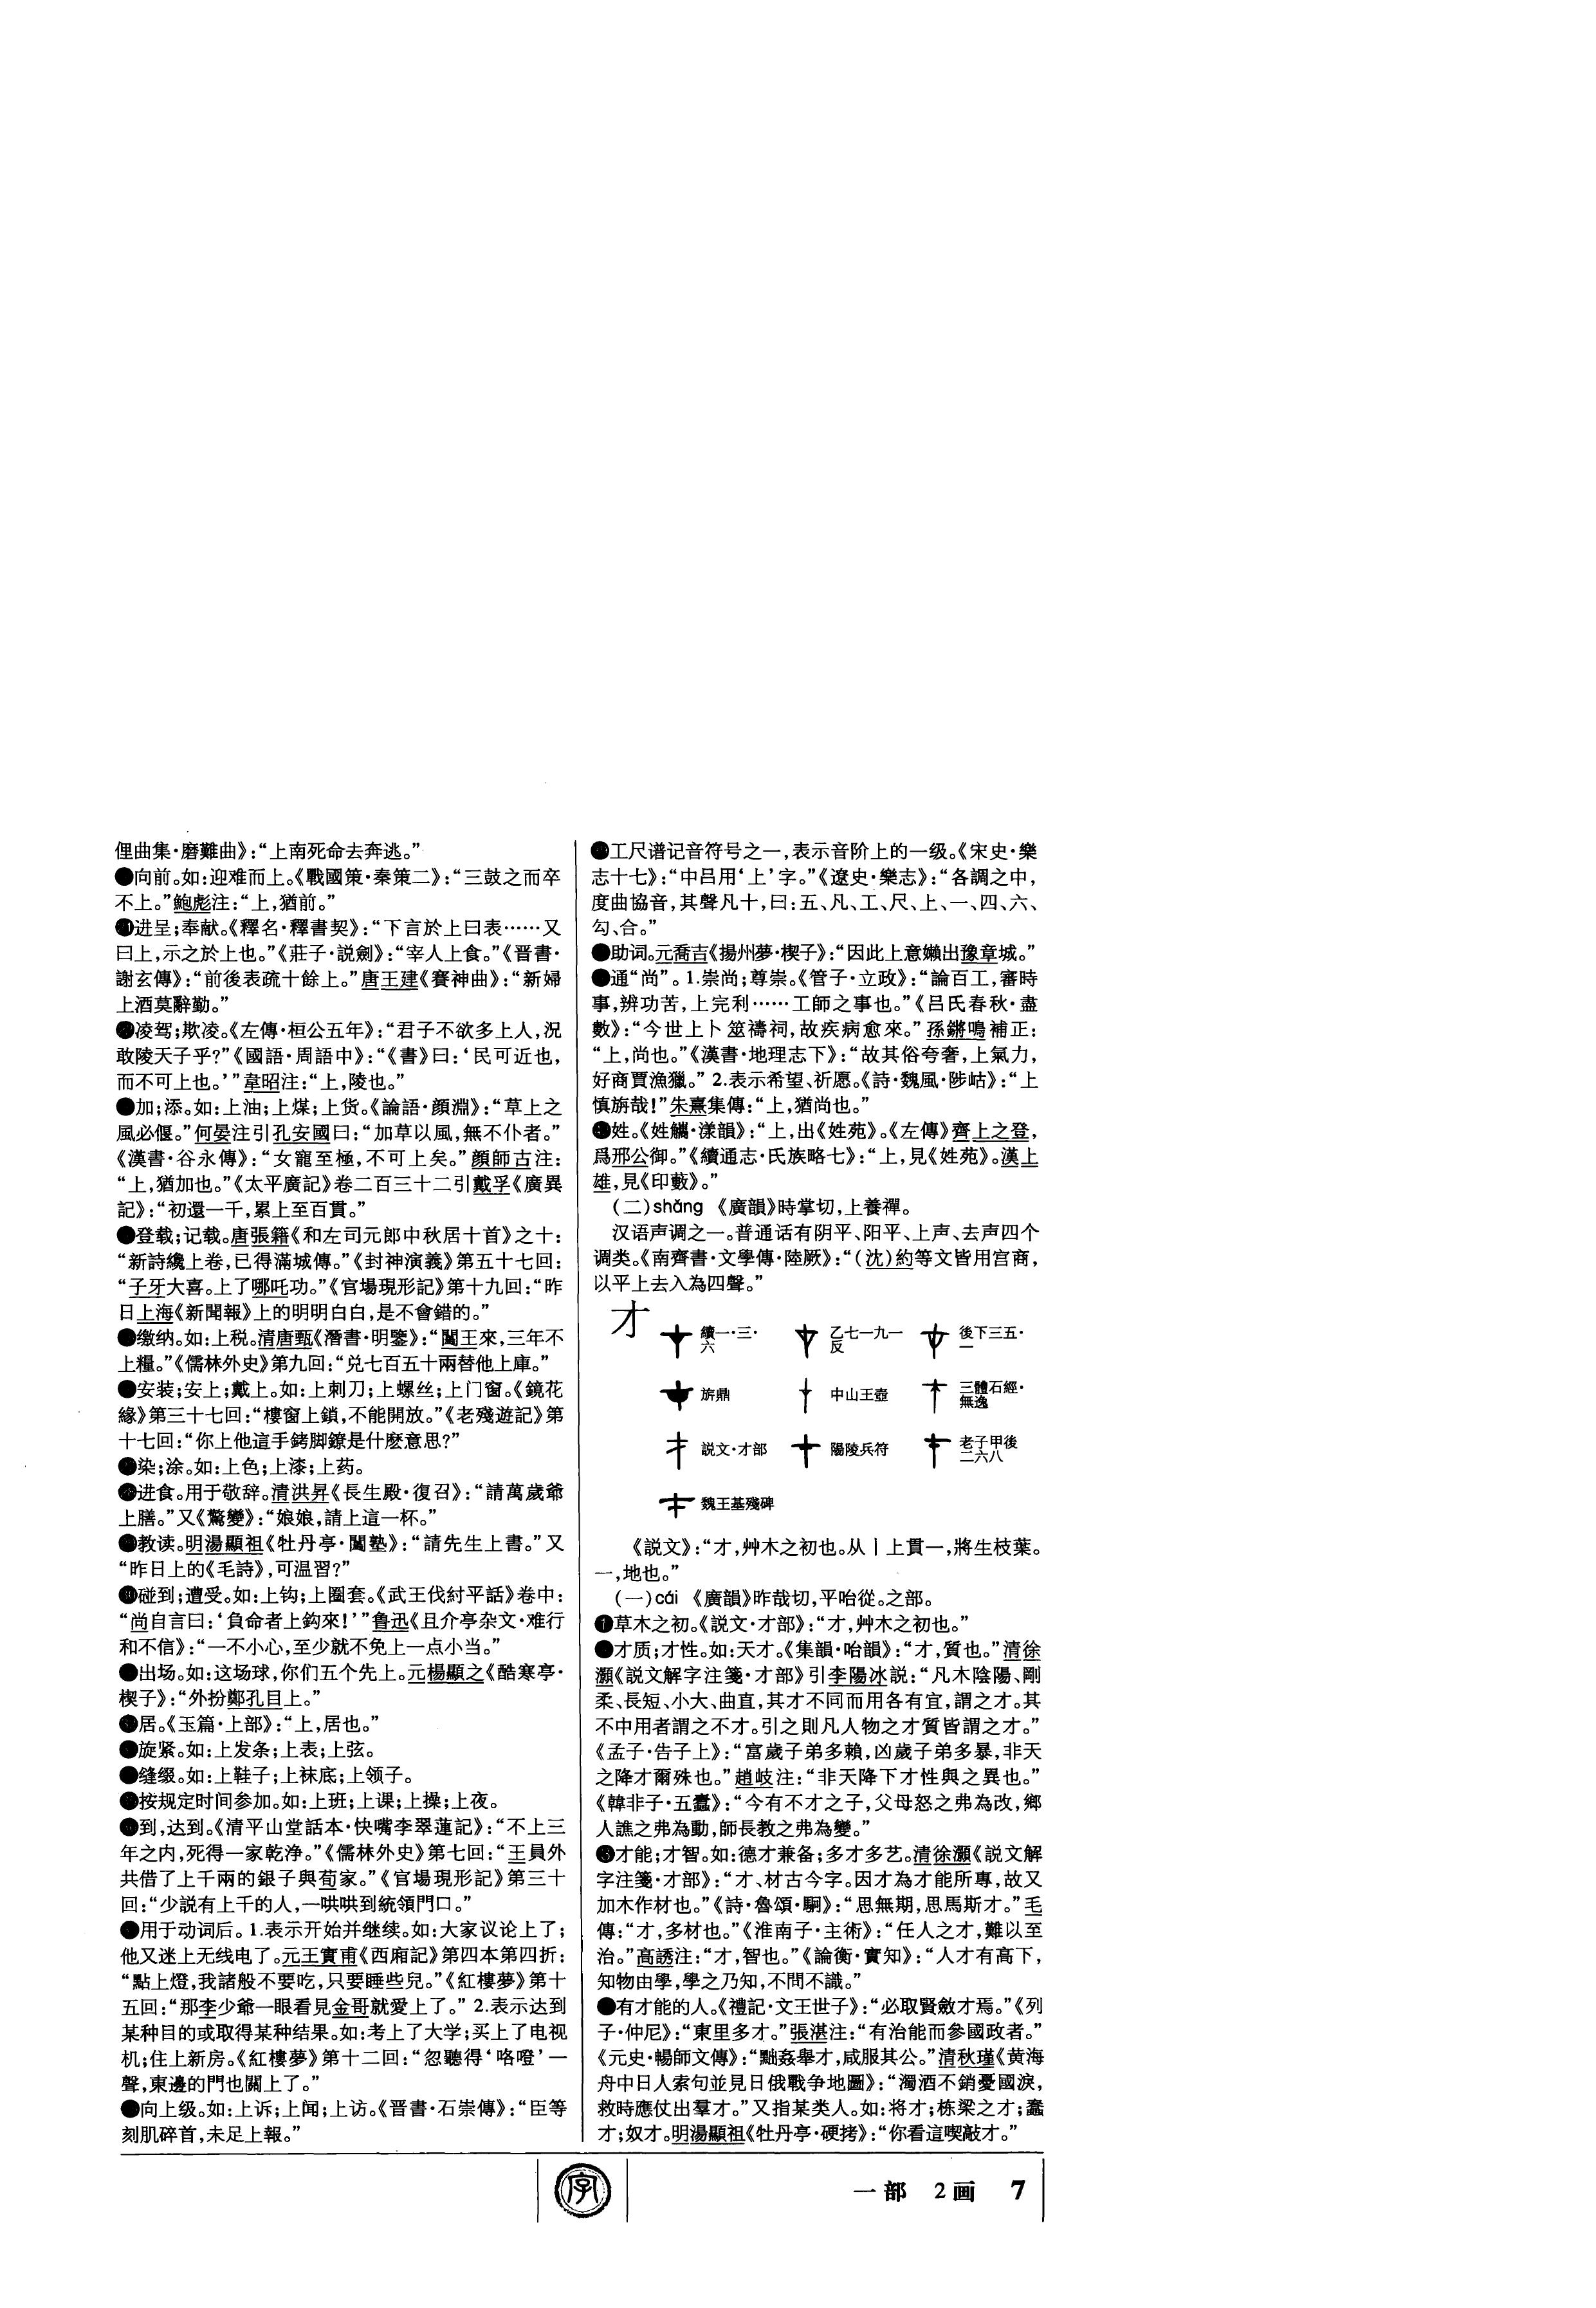 俚曲集·磨難曲》:“上南死命去奔逃。”
●向前。如:迎难而上。《戰國策·秦策二》:“三鼓之而卒
不上。”鮑彪注:“上,猶前。”
㉑进呈;奉献。《釋名·釋書契》:“下言於上曰表……又
曰上,示之於上也。”《莊子·説劍》:“宰人上食。”《晋書·
謝玄傳》:“前後表疏十餘上。”唐王建《賽神曲》:“新婦
上酒莫辭勤。”
㉒凌驾;欺凌。《左傳·桓公五年》:“君子不欲多上人,況
敢陵天子乎?”《國語·周語中》:“《書》曰:‘民可近也,
而不可上也。’”韋昭注:“上,陵也。”
●加;添。如:上油;上煤;上货。《論語·顔淵》:“草上之
風必偃。”何晏注引孔安國曰:“加草以風,無不仆者。”
《漢書·谷永傳》:“女寵至極,不可上矣。”顔師古注:
“上,猶加也。”《太平廣記》卷二百三十二引戴孚《廣異
記》:“初還一千,累上至百貫。”
●登载;记载。唐張籍《和左司元郎中秋居十首》之十:
“新詩纔上卷,已得滿城傳。”《封神演義》第五十七回:
“子牙大喜。上了哪吒功。”《官場現形記》第十九回:“昨
日上海《新聞報》上的明明白白,是不會錯的。”
●缴纳。如:上税。清唐甄《潛書·明鑒》:“闖王來,三年不
上糧。”《儒林外史》第九回:“兑七百五十兩替他上庫。”
●安装;安上;戴上。如:上刺刀;上螺丝;上门窗。《鏡花
緣》第三十七回:“樓窗上鎖,不能開放。”《老殘遊記》第
十七回:“你上他這手銬脚鐐是什麽意思?”
●染;涂。如:上色;上漆;上药。
●进食。用于敬辞。清洪昇《長生殿·復召》:“請萬歲爺
上膳。”又《驚變》:“娘娘,請上這一杯。”
●教读。明湯顯祖《牡丹亭·閨塾》:“請先生上書。”又
“昨日上的《毛詩》,可温習?”
●碰到;遭受。如:上钩;上圈套。《武王伐紂平話》卷中:
“尚自言曰:‘負命者上鈎來!’”鲁迅《且介亭杂文·难行
和不信》:“一不小心,至少就不免上一点小当。”
●出场。如:这场球,你们五个先上。元楊顯之《酷寒亭·
楔子》:“外扮鄭孔目上。”
●居。《玉篇·上部》:“上,居也。”
●旋紧。如:上发条;上表;上弦。
●缝缀。如:上鞋子;上袜底;上领子。
●按规定时间参加。如:上班;上课;上操;上夜。
●到,达到。《清平山堂話本·快嘴李翠蓮記》:“不上三
年之内,死得一家乾浄。”《儒林外史》第七回:“王員外
共借了上千兩的銀子與荀家。”《官場現形記》第三十
回:“少説有上千的人,一哄哄到統領門口。”
●用于动词后。1.表示开始并继续。如:大家议论上了;
他又迷上无线电了。元王實甫《西廂記》第四本第四折:
“點上燈,我諸般不要吃,只要睡些兒。”《紅樓夢》第十
五回:“那李少爺一眼看見金哥就愛上了。” 2.表示达到
某种目的或取得某种结果。如:考上了大学;买上了电视
机;住上新房。《紅樓夢》第十二回:“忽聽得‘咯噔’一
聲,東邊的門也關上了。”
●向上级。如:上诉;上闻;上访。《晋書·石崇傳》:“臣等
刻肌碎首,未足上報。”
●工尺谱记音符号之一,表示音阶上的一级。《宋史·樂
志十七》:“中吕用‘上’字。”《遼史·樂志》:“各調之中,
度曲協音,其聲凡十,曰:五、凡、工、尺、上、一、四、六、
勾、合。”
●助词。元喬吉《揚州夢·楔子》:“因此上意嬾出豫章城。”
●通“尚”。1.崇尚;尊崇。《管子·立政》:“論百工,審時
事,辨功苦,上完利……工師之事也。”《吕氏春秋·盡
數》:“今世上卜筮禱祠,故疾病愈來。”孫鏘鳴補正:
“上,尚也。”《漢書·地理志下》:“故其俗夸奢,上氣力,
好商賈漁獵。” 2.表示希望、祈愿。《詩·魏風·陟岵》:“上
慎旃哉!”朱熹集傳:“上,猶尚也。”
●姓。《姓觿·漾韻》:“上,出《姓苑》。《左傳》齊上之登,
爲邢公御。”《續通志·氏族略七》:“上,見《姓苑》。漢上
雄,見《印藪》。”
(二)shǎng 《廣韻》時掌切,上養禪。
汉语声调之一。普通话有阴平、阳平、上声、去声四个
调类。《南齊書·文學傳·陸厥》:“(沈)約等文皆用宫商,
以平上去入為四聲。”
才
續一·三·六 乙七一九一反 後下三五·一
旂鼎 中山王壺 三體石經·無逸
説文·才部 陽陵兵符 老子甲後二六八
魏王基殘碑
《説文》:“才,艸木之初也。从丨上貫一,將生枝葉。
一,地也。”
(一)cái 《廣韻》昨哉切,平咍從。之部。
❶草木之初。《説文·才部》:“才,艸木之初也。”
●才质;才性。如:天才。《集韻·咍韻》:“才,質也。”清徐
灝《説文解字注箋·才部》引李陽冰説:“凡木陰陽、剛
柔、長短、小大、曲直,其才不同而用各有宜,謂之才。其
不中用者謂之不才。引之則凡人物之才質皆謂之才。”
《孟子·告子上》:“富歲子弟多賴,凶歲子弟多暴,非天
之降才爾殊也。”趙岐注:“非天降下才性與之異也。”
《韓非子·五蠹》:“今有不才之子,父母怒之弗為改,鄉
人譙之弗為動,師長教之弗為變。”
❸才能;才智。如:德才兼备;多才多艺。清徐灝《説文解
字注箋·才部》:“才、材古今字。因才為才能所專,故又
加木作材也。”《詩·魯頌·駉》:“思無期,思馬斯才。”毛
傳:“才,多材也。”《淮南子·主術》:“任人之才,難以至
治。”高誘注:“才,智也。”《論衡·實知》:“人才有高下,
知物由學,學之乃知,不問不識。”
●有才能的人。《禮記·文王世子》:“必取賢斂才焉。”《列
子·仲尼》:“東里多才。”張湛注:“有治能而參國政者。”
《元史·暢師文傳》:“黜姦舉才,咸服其公。”清秋瑾《黄海
舟中日人索句並見日俄戰争地圖》:“濁酒不銷憂國淚,
救時應仗出羣才。”又指某类人。如:将才;栋梁之才;蠢
才;奴才。明湯顯祖《牡丹亭·硬拷》:“你看這喫敲才。”
字
一部 2画 7